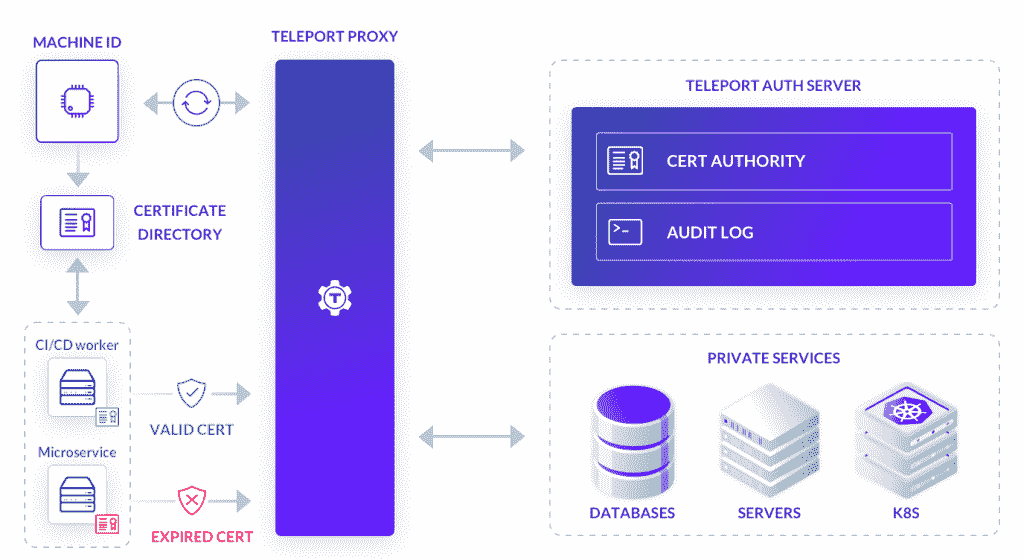 MACHINE ID
TELEPORT PROXY
TELEPORT AUTH SERVER
CERT AUTHORITY
AUDIT LOG
CERTIFICATE
DIRECTORY
CI/CD worker
VALID CERT
Microservice
EXPIRED CERT
T
PRIVATE SERVICES
DATABASES
SERVERS
K8S